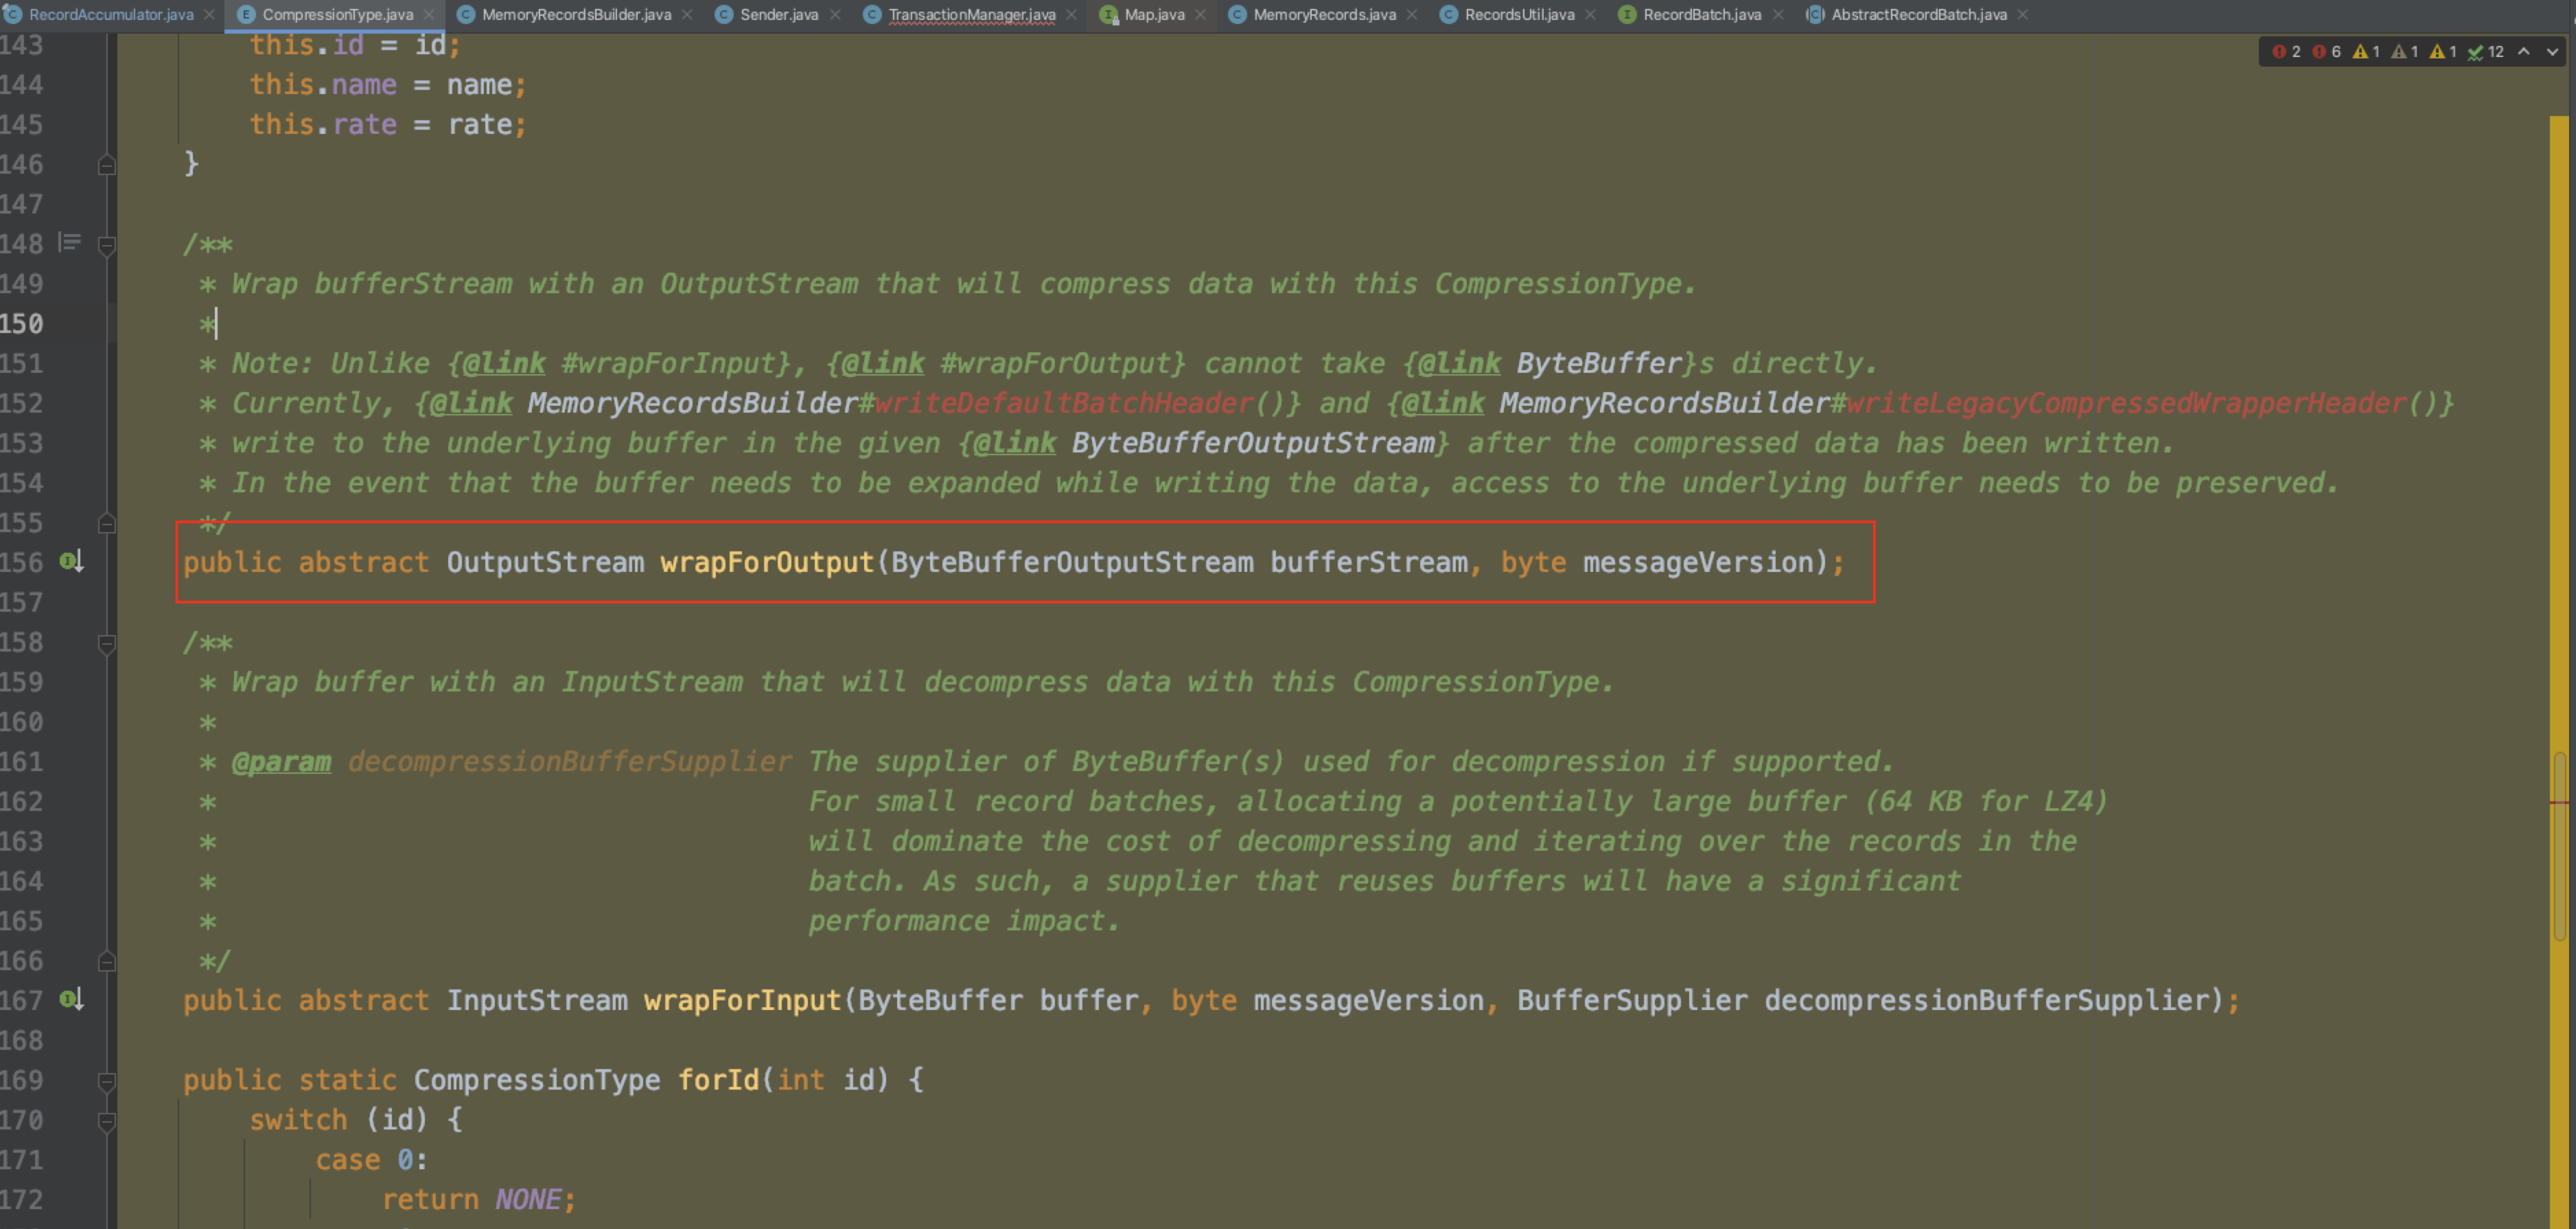 RecordAccumulator.java CompressionType.java MemoryRecordsBuilder.java Sender.java TransactionManager.java Map.java MemoryRecords.java RecordsUtil.java RecordBatch.java AbstractRecordBatch.java
2 6 1 1 1 12
143 this.id = id;
144 this.name = name;
145 this.rate = rate;
146 }
147
148 /**
149 * Wrap bufferStream with an OutputStream that will compress data with this CompressionType.
150 *
151 * Note: Unlike {@link #wrapForInput}, {@link #wrapForOutput} cannot take {@link ByteBuffer}s directly.
152 * Currently, {@link MemoryRecordsBuilder#writeDefaultBatchHeader()} and {@link MemoryRecordsBuilder#writeLegacyCompressedWrapperHeader()}
153 * write to the underlying buffer in the given {@link ByteBufferOutputStream} after the compressed data has been written.
154 * In the event that the buffer needs to be expanded while writing the data, access to the underlying buffer needs to be preserved.
155 */
156 public abstract OutputStream wrapForOutput(ByteBufferOutputStream bufferStream, byte messageVersion);
157
158 /**
159 * Wrap buffer with an InputStream that will decompress data with this CompressionType.
160 *
161 * @param decompressionBufferSupplier The supplier of ByteBuffer(s) used for decompression if supported.
162 * For small record batches, allocating a potentially large buffer (64 KB for LZ4)
163 * will dominate the cost of decompressing and iterating over the records in the
164 * batch. As such, a supplier that reuses buffers will have a significant
165 * performance impact.
166 */
167 public abstract InputStream wrapForInput(ByteBuffer buffer, byte messageVersion, BufferSupplier decompressionBufferSupplier);
168
169 public static CompressionType forId(int id) {
170 switch (id) {
171 case 0:
172 return NONE;